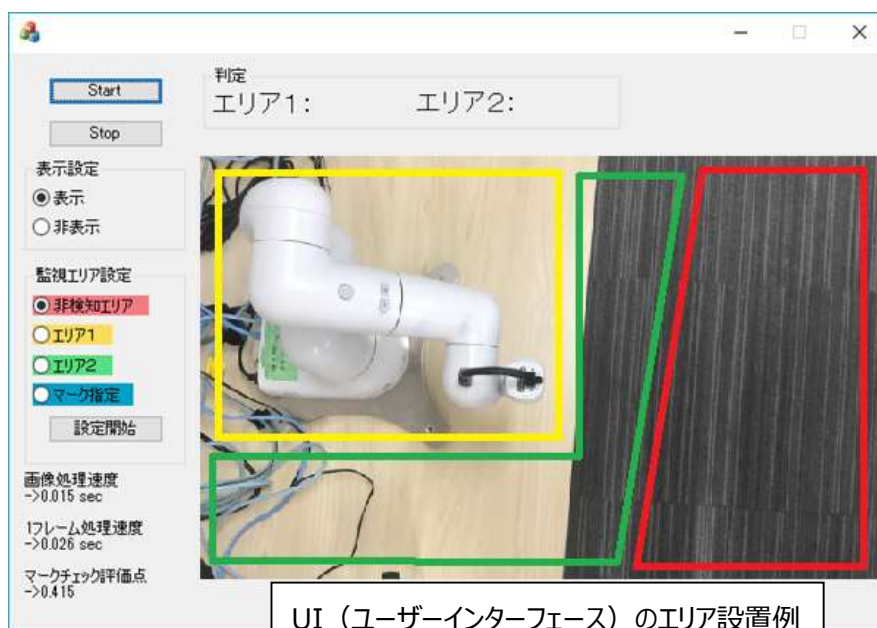 Start
Stop
判定
エリア1:
エリア2:
表示設定
表示
非表示
監視エリア設定
非検知エリア
エリア1
エリア2
マーク指定
設定開始
画像処理速度
->0.015 sec
1フレーム処理速度
->0.026 sec
マークチェック評価点
->0.415
UI（ユーザーインターフェース）のエリア設置例